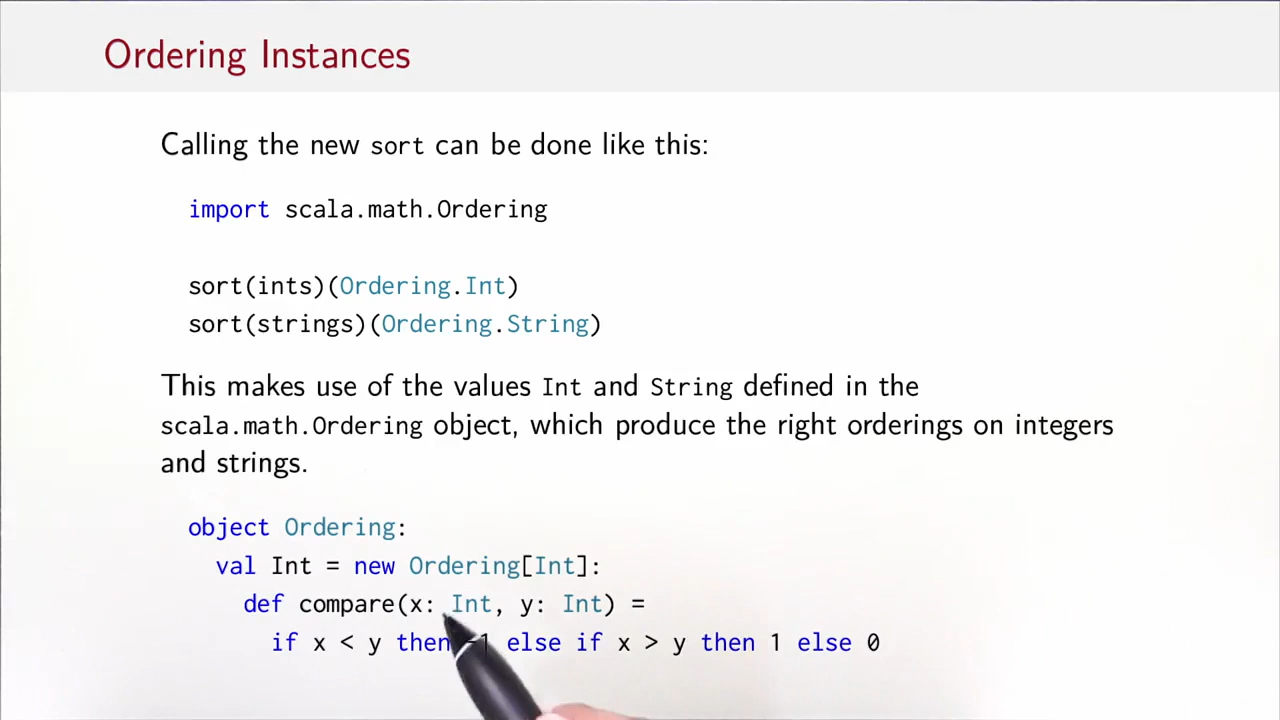 Ordering Instances
Calling the new sort can be done like this:
import scala.math.Ordering
sort(ints)(Ordering.Int)
sort(strings)(Ordering.String)
This makes use of the values Int and String defined in the
scala.math.Ordering object, which produce the right orderings on integers
and strings.
object Ordering:
val Int = new Ordering[Int]:
def compare(x: Int, y: Int) =
if x < y then -1 else if x > y then 1 else 0